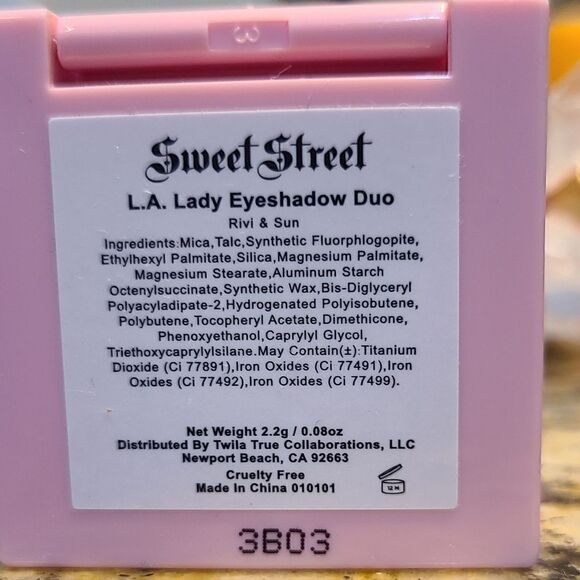 3
Sweet Street
L.A. Lady Eyeshadow Duo
Rivi & Sun
Ingredients:Mica,Talc,Synthetic Fluorphlogopite,
Ethylhexyl Palmitate,Silica,Magnesium Palmitate,
Magnesium Stearate,Aluminum Starch
Octenylsuccinate,Synthetic Wax,Bis-Diglyceryl
Polyacyladipate-2,Hydrogenated Polyisobutene,
Polybutene,Tocopheryl Acetate,Dimethicone,
Phenoxyethanol,Caprylyl Glycol,
Triethoxycaprylylsilane.May Contain(±):Titanium
Dioxide (Ci 77891),Iron Oxides (Ci 77491),Iron
Oxides (Ci 77492),Iron Oxides (Ci 77499).
Net Weight 2.2g / 0.08oz
Distributed By Twila True Collaborations, LLC
Newport Beach, CA 92663
Cruelty Free
Made In China 010101
12 M
3B03